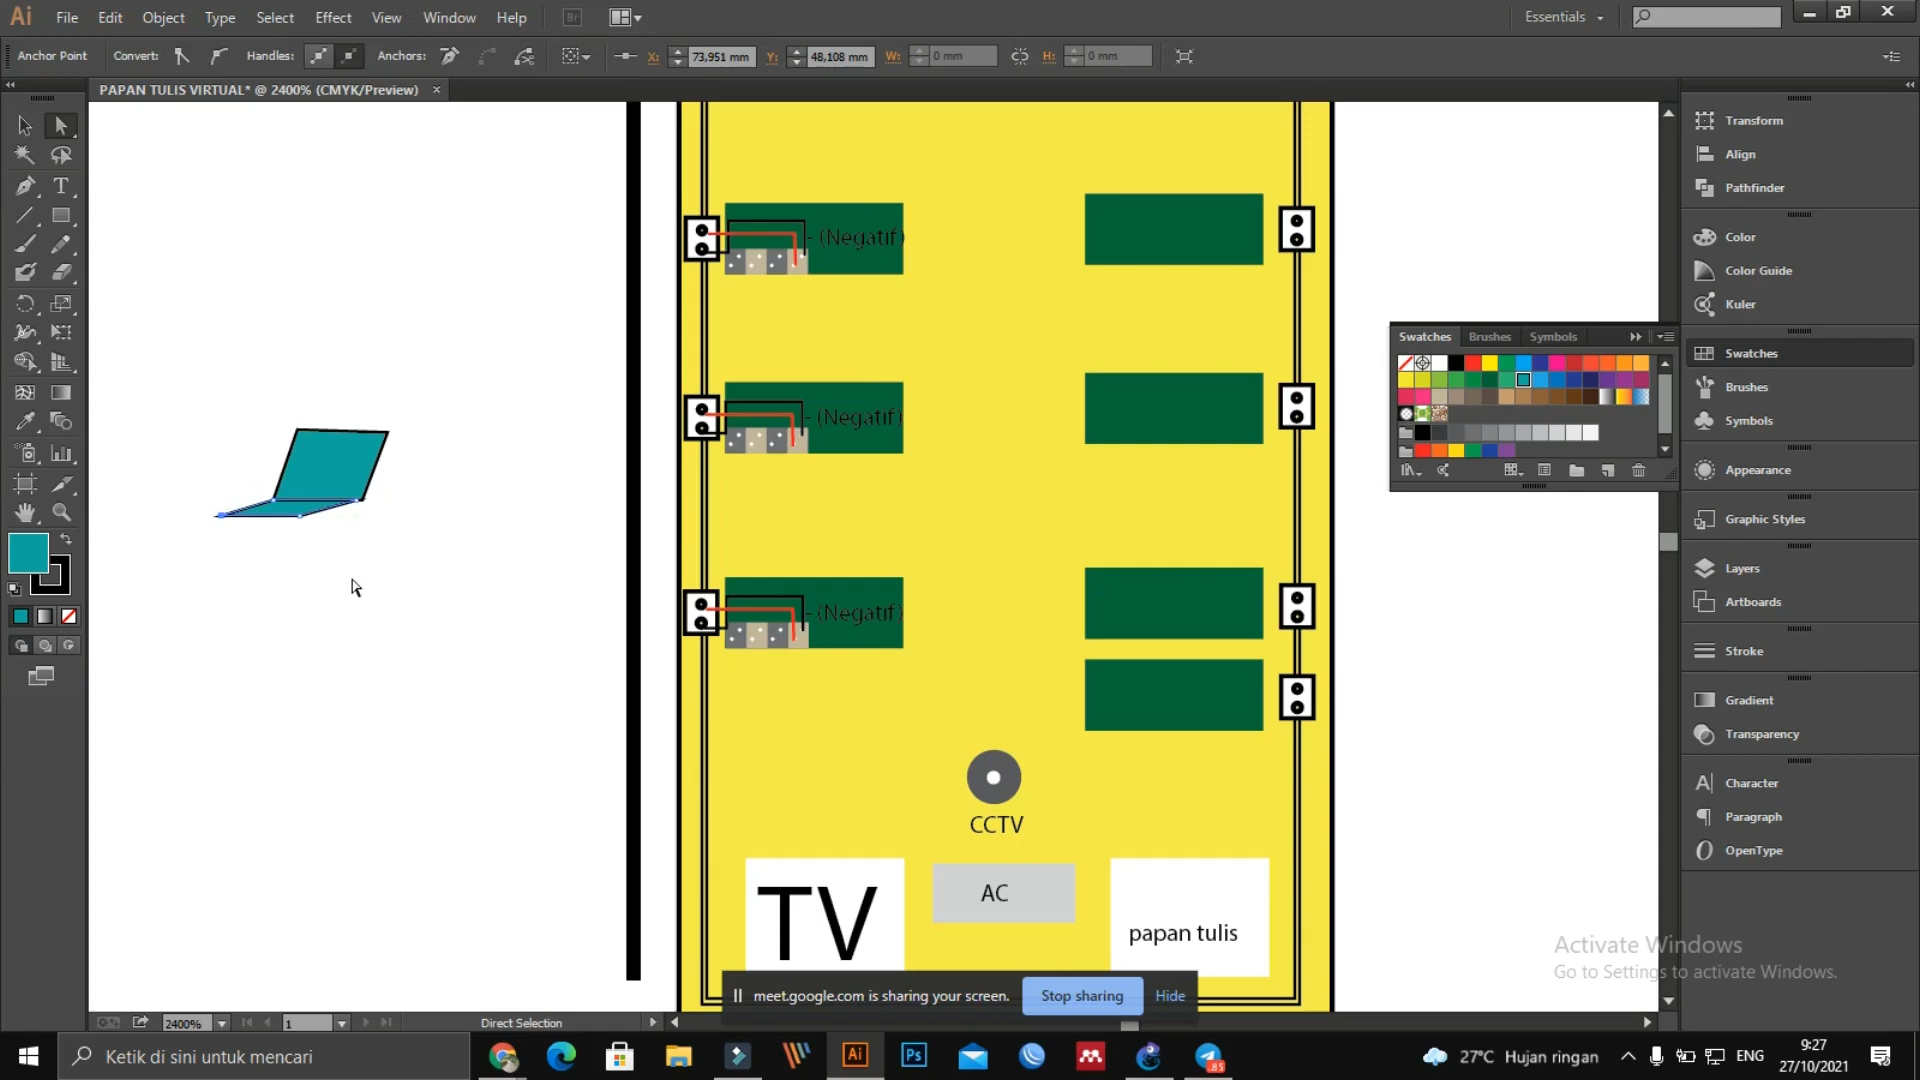 Ai File Edit Object Type Select Effect View Window Help Br Essentials
Anchor Point Convert: Handles: Anchors: X: 73,951 mm Y: 48,108 mm W: 0 mm H: 0 mm
PAPAN TULIS VIRTUAL* @ 2400% (CMYK/Preview)
Transform
Align
Pathfinder
Color
Color Guide
Kuler
Swatches
Brushes
Symbols
Appearance
Graphic Styles
Layers
Artboards
Stroke
Gradient
Transparency
Character
Paragraph
OpenType
Swatches Brushes Symbols
- (Negatif)
- (Negatif)
- (Negatif)
CCTV
TV
AC
papan tulis
Activate Windows
Go to Settings to activate Windows.
meet.google.com is sharing your screen. Stop sharing Hide
2400% 1 Direct Selection
Ketik di sini untuk mencari
Ai Ps 85
27°C Hujan ringan ENG
9:27
27/10/2021